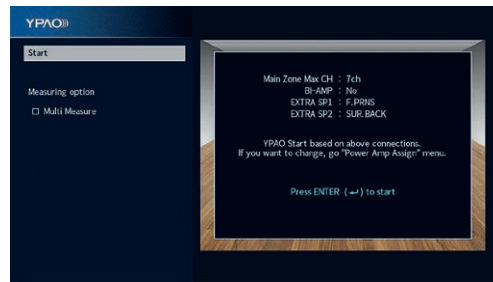 YPAO
Start
Measuring option
Multi Measure
Main Zone Max CH : 7ch
BI-AMP : No
EXTRA SP1 : F.PRNS
EXTRA SP2 : SUR.BACK
YPAO Start based on above connections.
If you want to change, go "Power Amp Assign" menu.
Press ENTER (↵) to start